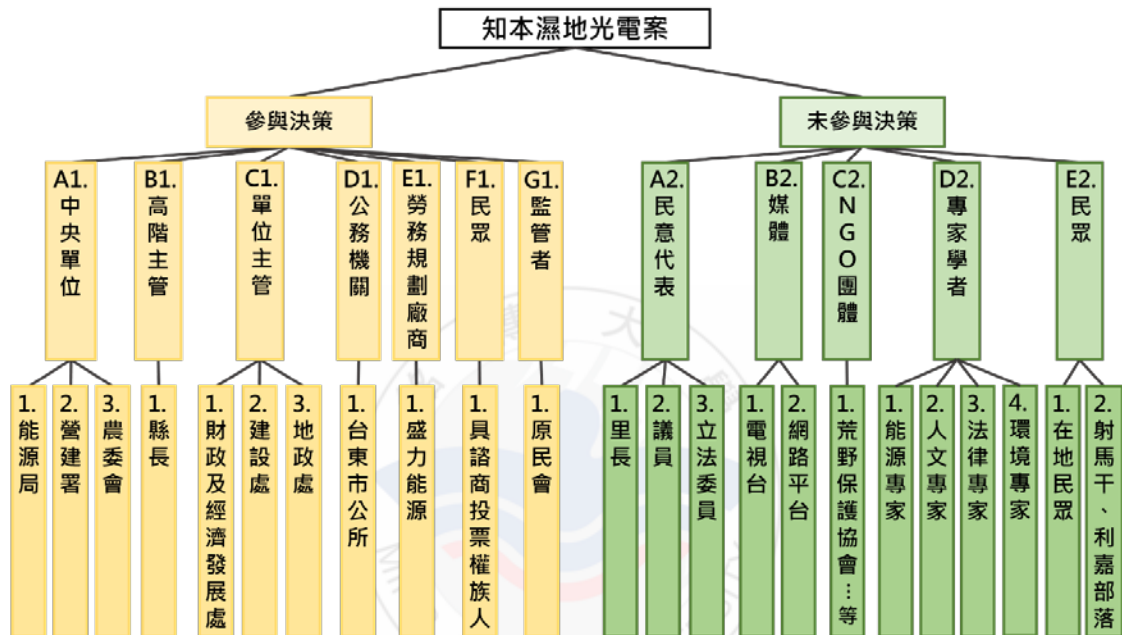 知本濕地光電案
參與決策
未參與決策
A1.中央單位
B1.高階主管
C1.單位主管
D1.公務機關
E1.勞務規劃廠商
F1.民眾
G1.監管者
A2.民意代表
B2.媒體
C2.NGO團體
D2.專家學者
E2.民眾
1.能源局
2.營建署
3.農委會
1.縣長
1.財政及經濟發展處
2.建設處
3.地政處
1.台東市公所
1.盛力能源
1.具諮商投票權族人
1.原民會
1.里長
2.議員
3.立法委員
1.電視台
2.網路平台
1.荒野保護協會…等
1.能源專家
2.人文專家
3.法律專家
4.環境專家
1.在地民眾
2.射馬干、利嘉部落